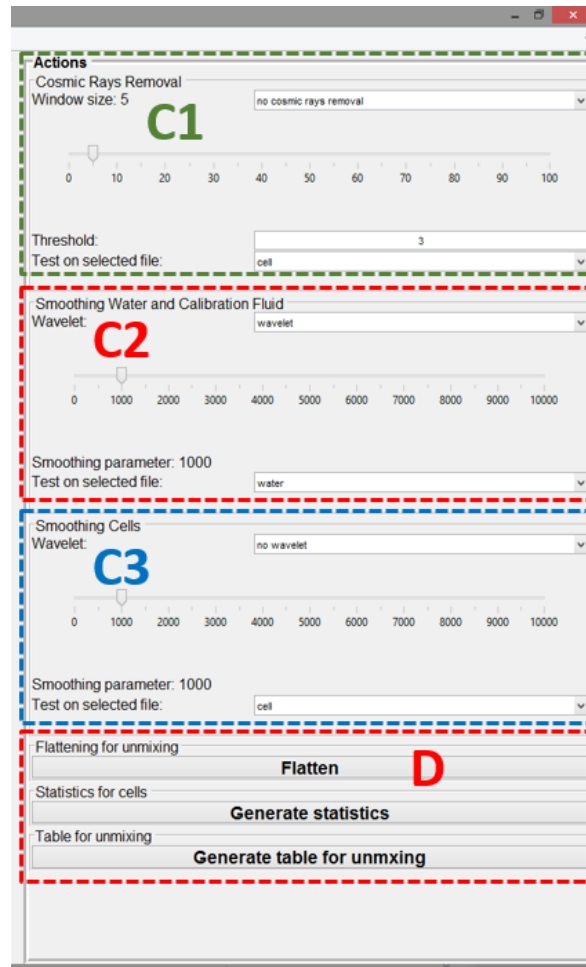 Actions
Cosmic Rays Removal
Window size: 5 no cosmic rays removal
C1
0 10 20 30 40 50 60 70 80 90 100
Threshold: 3
Test on selected file: cell
Smoothing Water and Calibration Fluid
Wavelet: wavelet
C2
0 1000 2000 3000 4000 5000 6000 7000 8000 9000 10000
Smoothing parameter: 1000
Test on selected file: water
Smoothing Cells
Wavelet: no wavelet
C3
0 1000 2000 3000 4000 5000 6000 7000 8000 9000 10000
Smoothing parameter: 1000
Test on selected file: cell
Flattening for unmixing
Flatten D
Statistics for cells
Generate statistics
Table for unmixing
Generate table for unmxing